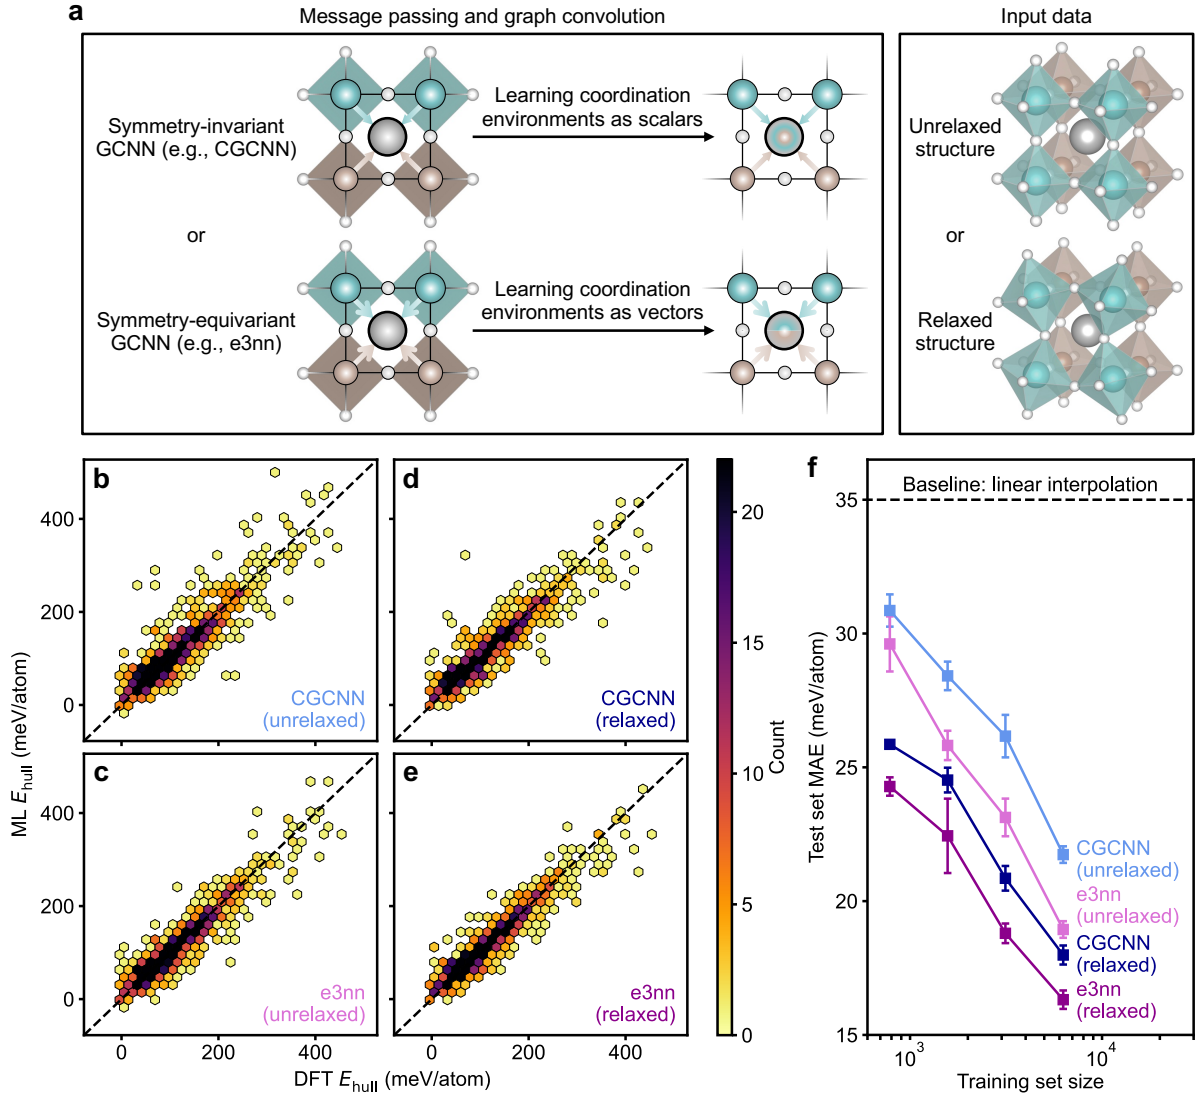 a
Message passing and graph convolution
Input data
Symmetry-invariant
GCNN (e.g., CGCNN)
Learning coordination
environments as scalars
Unrelaxed
structure
or
or
Symmetry-equivariant
GCNN (e.g., e3nn)
Learning coordination
environments as vectors
Relaxed
structure
b
400
200
0
CGCNN
(unrelaxed)
d
CGCNN
(relaxed)
c
400
200
0
e3nn
(unrelaxed)
0
200
400
e
e3nn
(relaxed)
0
200
400
ML E_hull (meV/atom)
DFT E_hull (meV/atom)
20
15
10
5
0
Count
f
Baseline: linear interpolation
35
30
25
20
15
Test set MAE (meV/atom)
CGCNN
(unrelaxed)
e3nn
(unrelaxed)
CGCNN
(relaxed)
e3nn
(relaxed)
10³
10⁴
Training set size